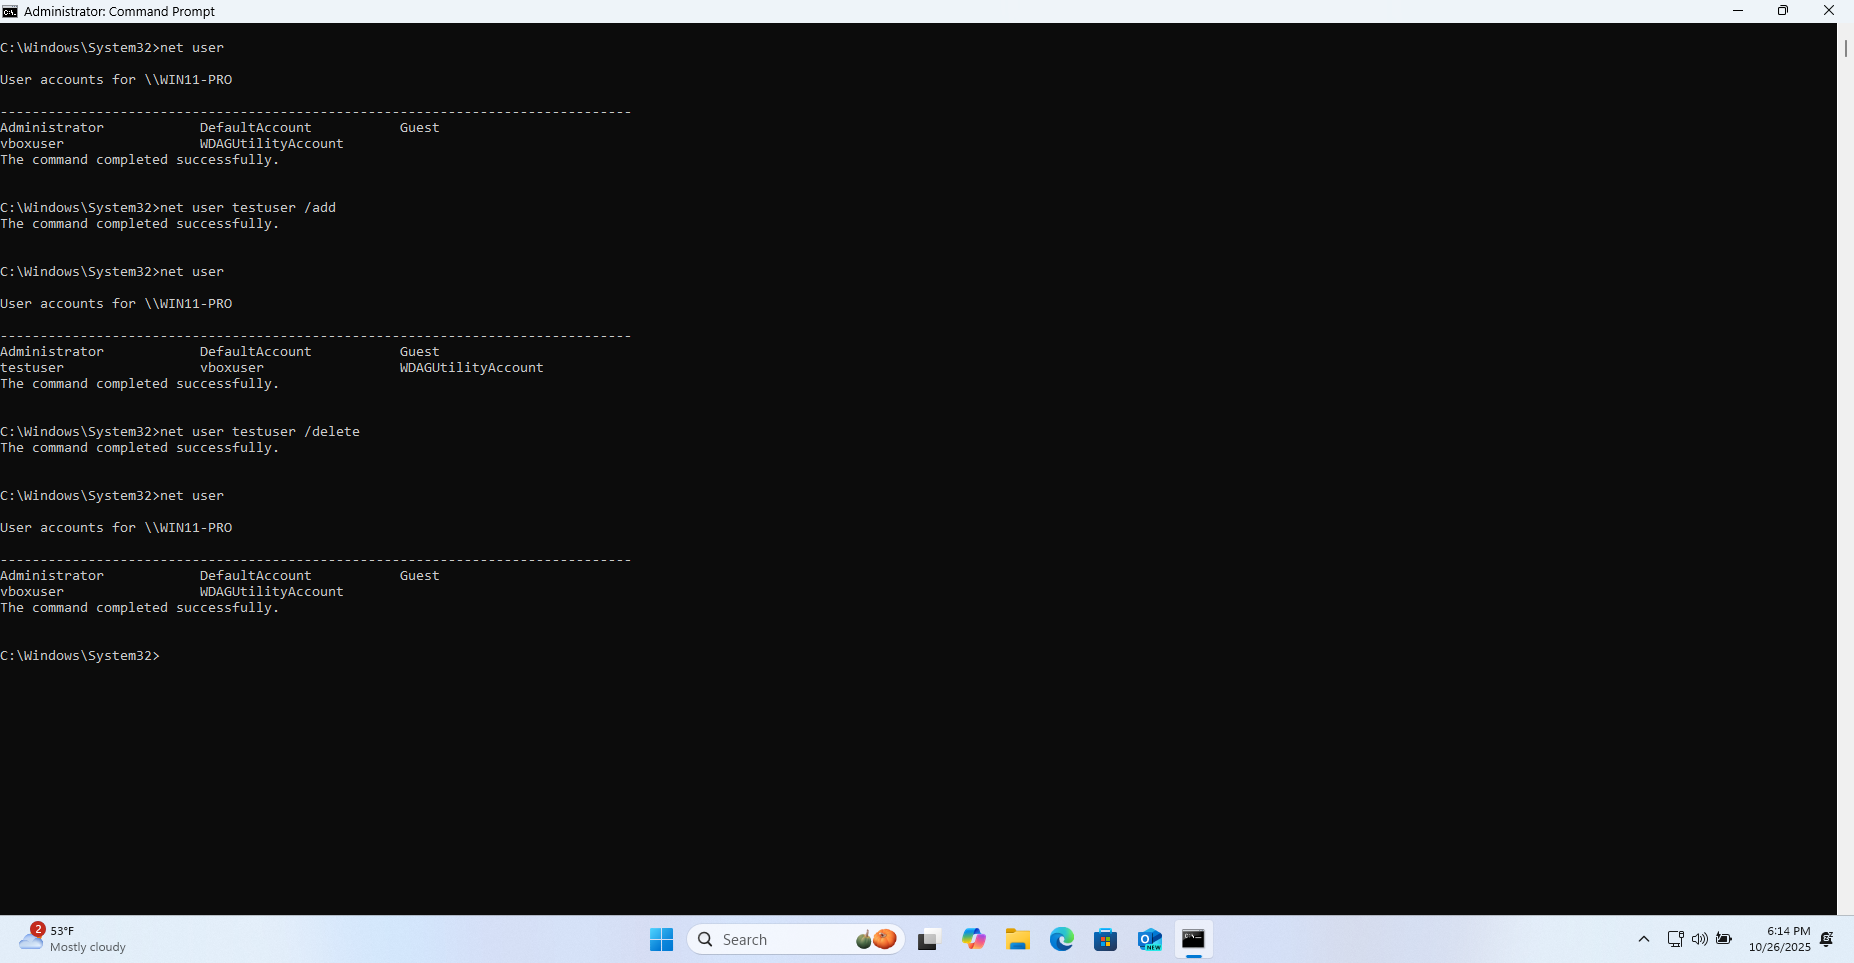 Administrator: Command Prompt
C:\Windows\System32>net user
User accounts for \\WIN11-PRO
-------------------------------------------------------------------------------
Administrator            DefaultAccount           Guest
vboxuser                 WDAGUtilityAccount
The command completed successfully.
C:\Windows\System32>net user testuser /add
The command completed successfully.
C:\Windows\System32>net user
User accounts for \\WIN11-PRO
-------------------------------------------------------------------------------
Administrator            DefaultAccount           Guest
testuser                 vboxuser                 WDAGUtilityAccount
The command completed successfully.
C:\Windows\System32>net user testuser /delete
The command completed successfully.
C:\Windows\System32>net user
User accounts for \\WIN11-PRO
-------------------------------------------------------------------------------
Administrator            DefaultAccount           Guest
vboxuser                 WDAGUtilityAccount
The command completed successfully.
C:\Windows\System32>
2
53°F
Mostly cloudy
Search
NEW
6:14 PM
10/26/2025